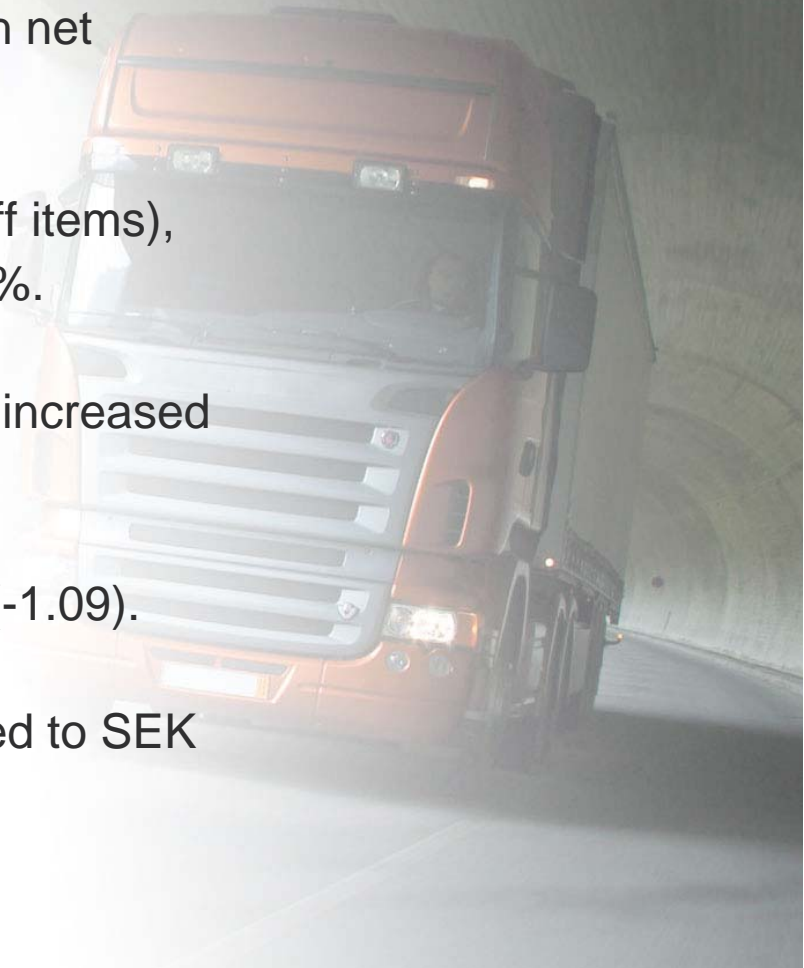 n net
ff items),
%.
increased
-1.09).
ed to SEK